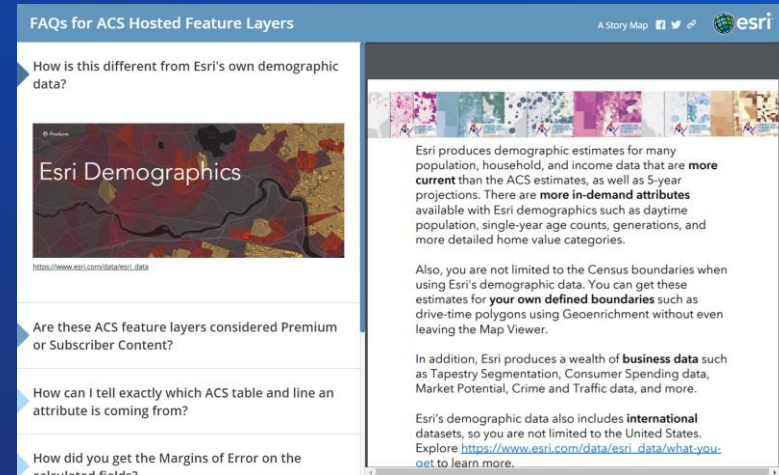 FAQs for ACS Hosted Feature Layers
A Story Map
esri
How is this different from Esri's own demographic
data?
Products
Esri Demographics
https://www.esri.com/data/esri_data
Are these ACS feature layers considered Premium
or Subscriber Content?
How can I tell exactly which ACS table and line an
attribute is coming from?
How did you get the Margins of Error on the
calculated fields?
Esri produces demographic estimates for many
population, household, and income data that are more
current than the ACS estimates, as well as 5-year
projections. There are more in-demand attributes
available with Esri demographics such as daytime
population, single-year age counts, generations, and
more detailed home value categories.
Also, you are not limited to the Census boundaries when
using Esri's demographic data. You can get these
estimates for your own defined boundaries such as
drive-time polygons using Geoenrichment without even
leaving the Map Viewer.
In addition, Esri produces a wealth of business data such
as Tapestry Segmentation, Consumer Spending data,
Market Potential, Crime and Traffic data, and more.
Esri's demographic data also includes international
datasets, so you are not limited to the United States.
Explore https://www.esri.com/data/esri_data/what-you-
get to learn more.